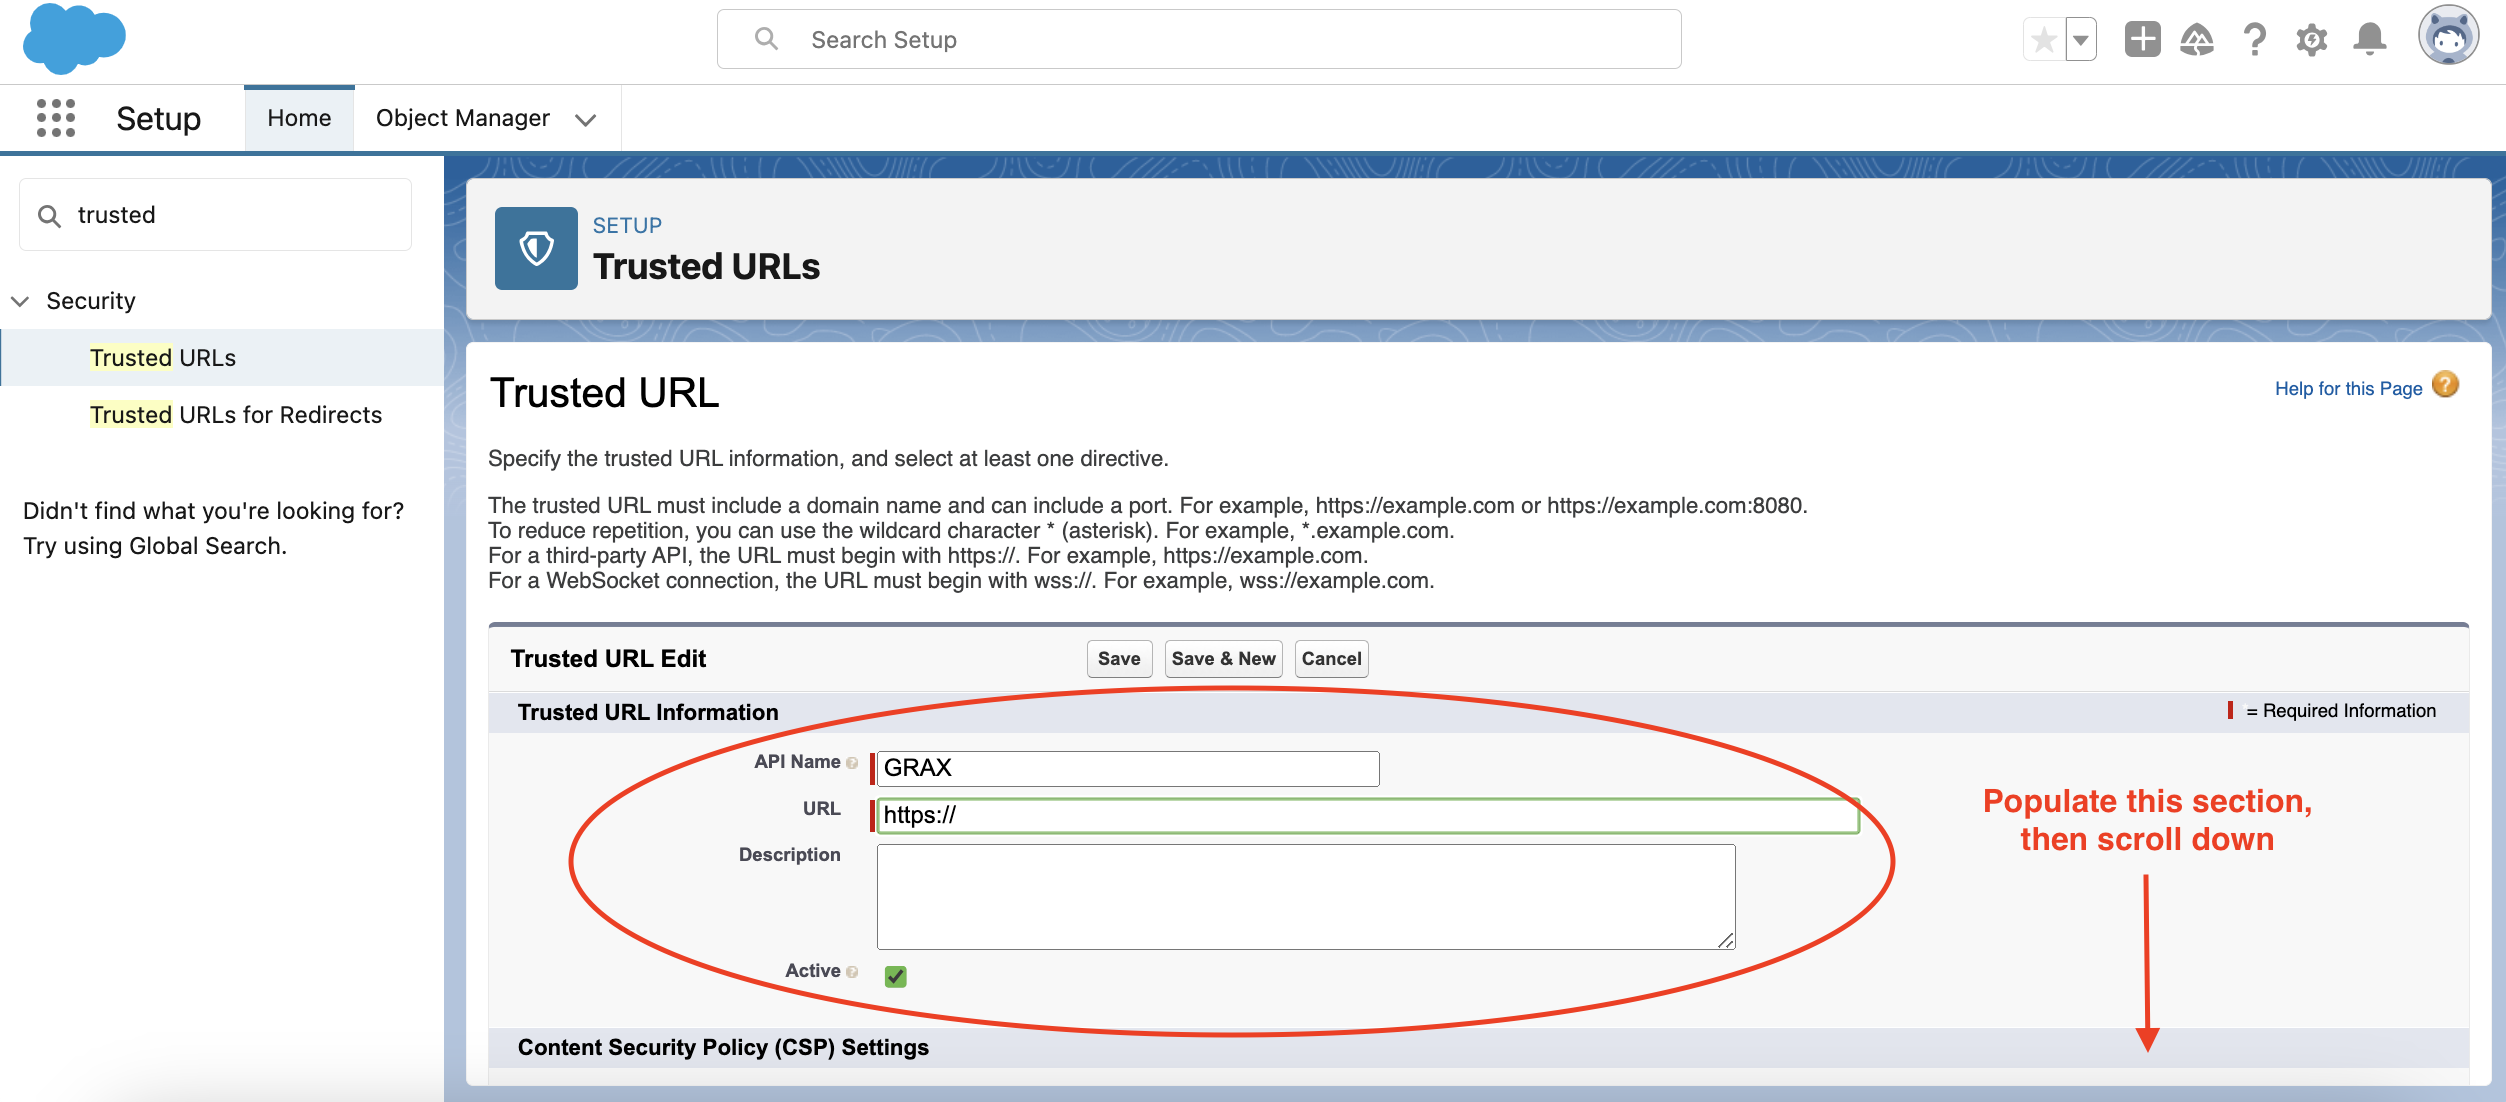 Search Setup
Setup
Home
Object Manager
trusted
Security
Trusted URLs
Trusted URLs for Redirects
Didn't find what you're looking for?
Try using Global Search.
SETUP
Trusted URLs
Trusted URL
Help for this Page
Specify the trusted URL information, and select at least one directive.
The trusted URL must include a domain name and can include a port. For example, https://example.com or https://example.com:8080.
To reduce repetition, you can use the wildcard character * (asterisk). For example, *.example.com.
For a third-party API, the URL must begin with https://. For example, https://example.com.
For a WebSocket connection, the URL must begin with wss://. For example, wss://example.com.
Trusted URL Edit
Save
Save & New
Cancel
Trusted URL Information
= Required Information
API Name
GRAX
URL
https://
Description
Active
Populate this section,
then scroll down
Content Security Policy (CSP) Settings